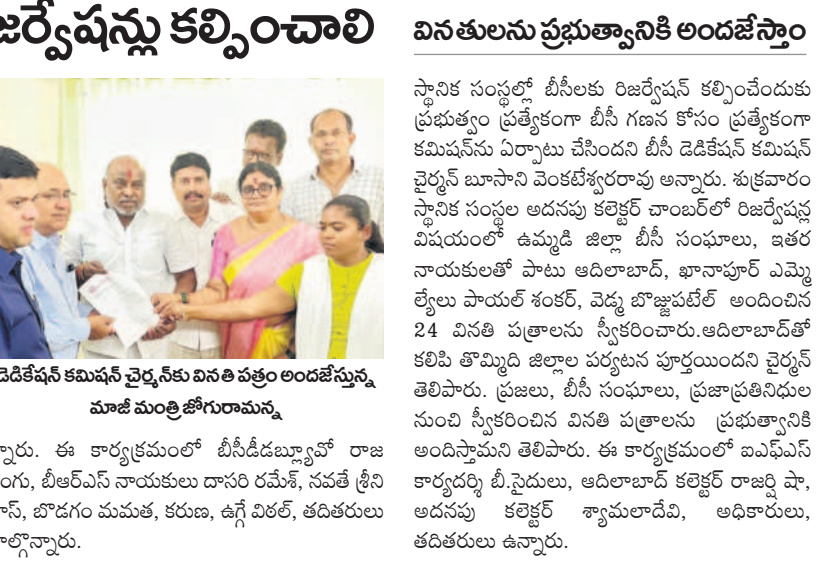 జర్వేషన్లు కల్పించాలి
డెడికేషన్ కమిషన్ చైర్మన్‌కు వినతి పత్రం అందజేస్తున్న
మాజీ మంత్రి జోగురామన్న
న్నారు. ఈ కార్యక్రమంలో బీసీడీడబ్ల్యూవో రాజ
ంగు, బీఆర్ఎస్ నాయకులు దాసరి రమేశ్, నవతే శ్రీని
ాస్, బొడగం మమత, కరుణ, ఉగ్గే విఠల్, తదితరులు
ాల్గొన్నారు.
వినతులను ప్రభుత్వానికి అందజేస్తాం
స్థానిక సంస్థల్లో బీసీలకు రిజర్వేషన్ కల్పించేందుకు
ప్రభుత్వం ప్రత్యేకంగా బీసీ గణన కోసం ప్రత్యేకంగా
కమిషన్‌ను ఏర్పాటు చేసిందని బీసీ డెడికేషన్ కమిషన్
చైర్మన్ బూసాని వెంకటేశ్వరరావు అన్నారు. శుక్రవారం
స్థానిక సంస్థల అదనపు కలెక్టర్ చాంబర్‌లో రిజర్వేషన్ల
విషయంలో ఉమ్మడి జిల్లా బీసీ సంఘాలు, ఇతర
నాయకులతో పాటు ఆదిలాబాద్, ఖానాపూర్ ఎమ్మె
ల్యేలు పాయల్ శంకర్, వెడ్మ బొజ్జుపటేల్ అందించిన
24 వినతి పత్రాలను స్వీకరించారు.ఆదిలాబాద్‌తో
కలిపి తొమ్మిది జిల్లాల పర్యటన పూర్తయిందని చైర్మన్
తెలిపారు. ప్రజలు, బీసీ సంఘాలు, ప్రజాప్రతినిధుల
నుంచి స్వీకరించిన వినతి పత్రాలను ప్రభుత్వానికి
అందిస్తామని తెలిపారు. ఈ కార్యక్రమంలో ఐఎఫ్ఎస్
కార్యదర్శి బీ.సైదులు, ఆదిలాబాద్ కలెక్టర్ రాజర్షి షా,
అదనపు కలెక్టర్ శ్యామలాదేవి, అధికారులు,
తదితరులు ఉన్నారు.